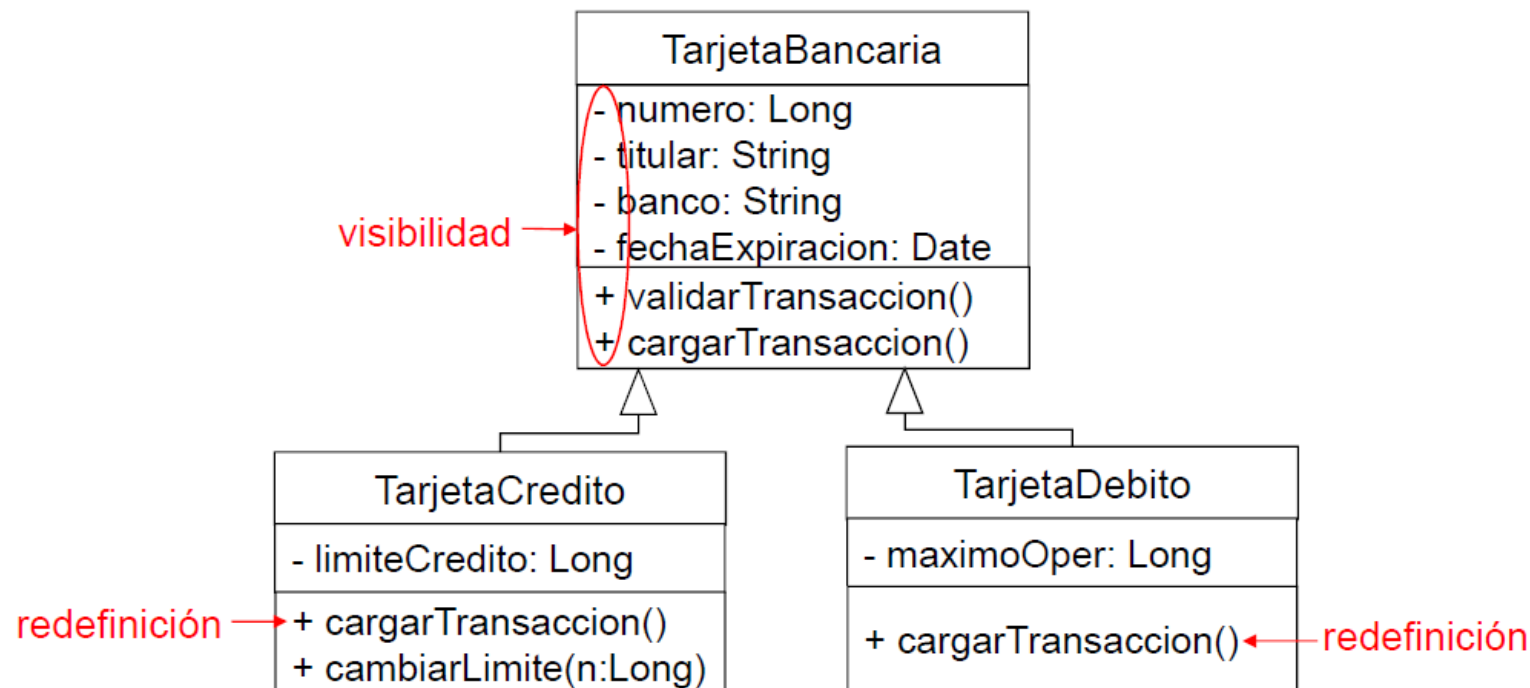 TarjetaBancaria
- numero: Long
- titular: String
- banco: String
- fechaExpiracion: Date
visibilidad
+ validarTransaccion()
+ cargarTransaccion()
TarjetaCredito
- limiteCredito: Long
redefinición
+ cargarTransaccion()
+ cambiarLimite(n:Long)
TarjetaDebito
- maximoOper: Long
+ cargarTransaccion()
redefinición